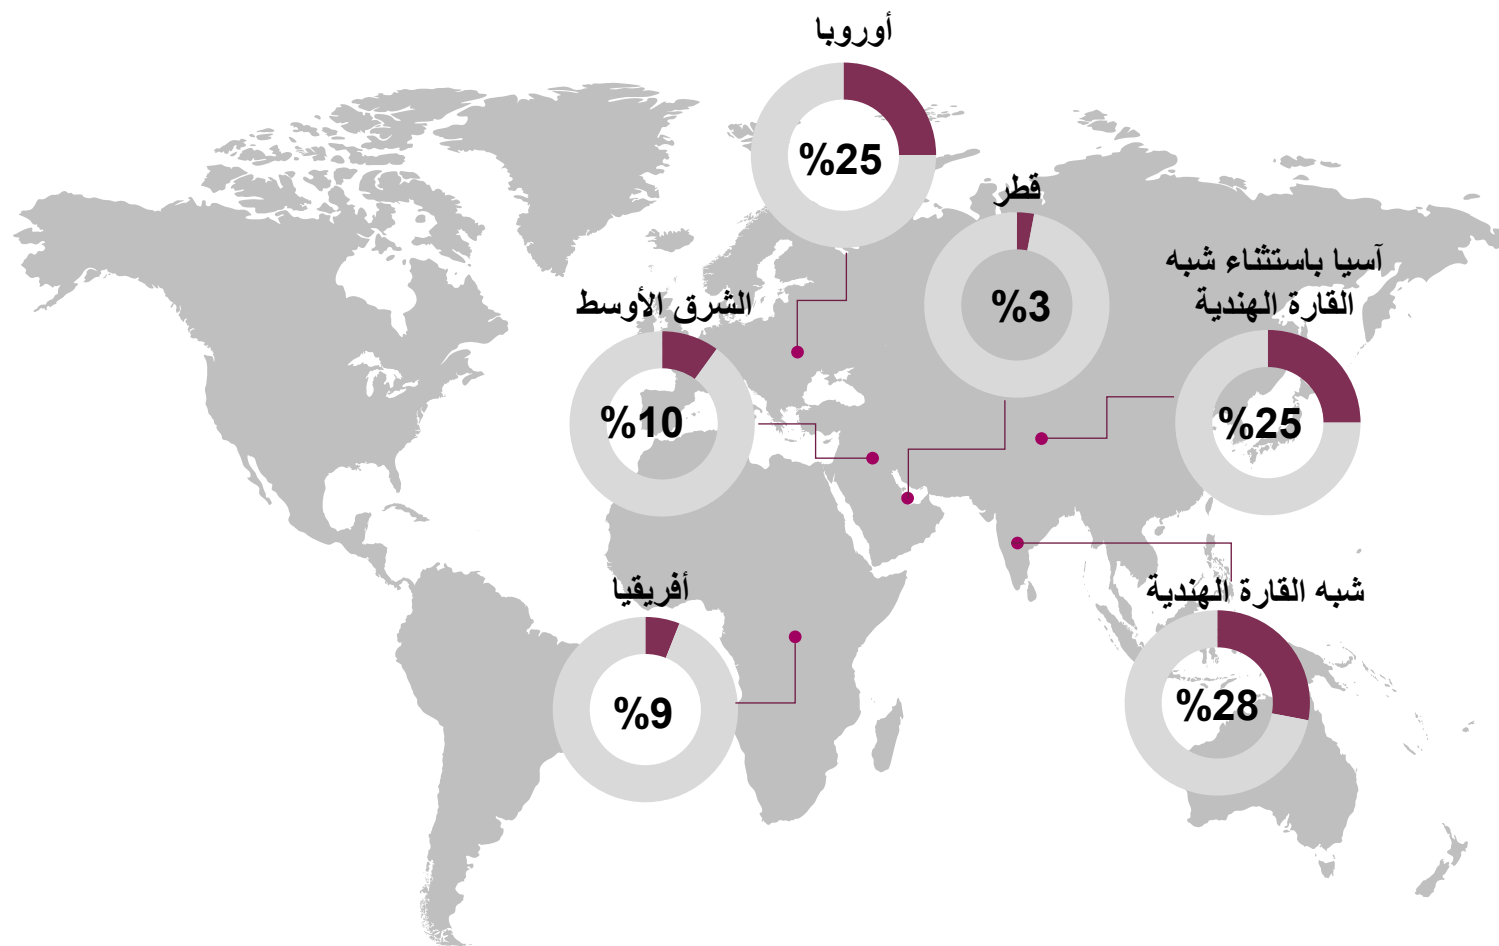 أوروبا
%25
قطر
%3
آسيا باستثناء شبه
القارة الهندية
%25
الشرق الأوسط
%10
شبه القارة الهندية
%28
أفريقيا
%9